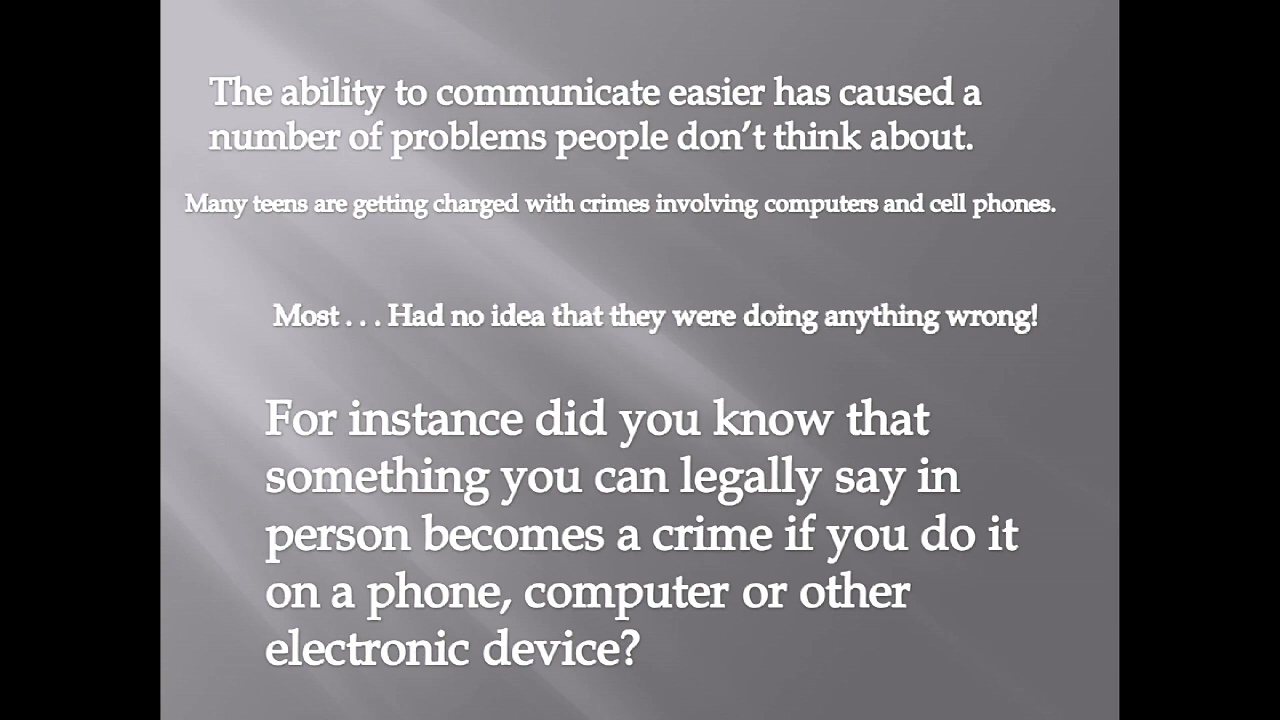 The ability to communicate easier has caused a
number of problems people don't think about.
Many teens are getting charged with crimes involving computers and cell phones.
Most . . . Had no idea that they were doing anything wrong!
For instance did you know that
something you can legally say in
person becomes a crime if you do it
on a phone, computer or other
electronic device?